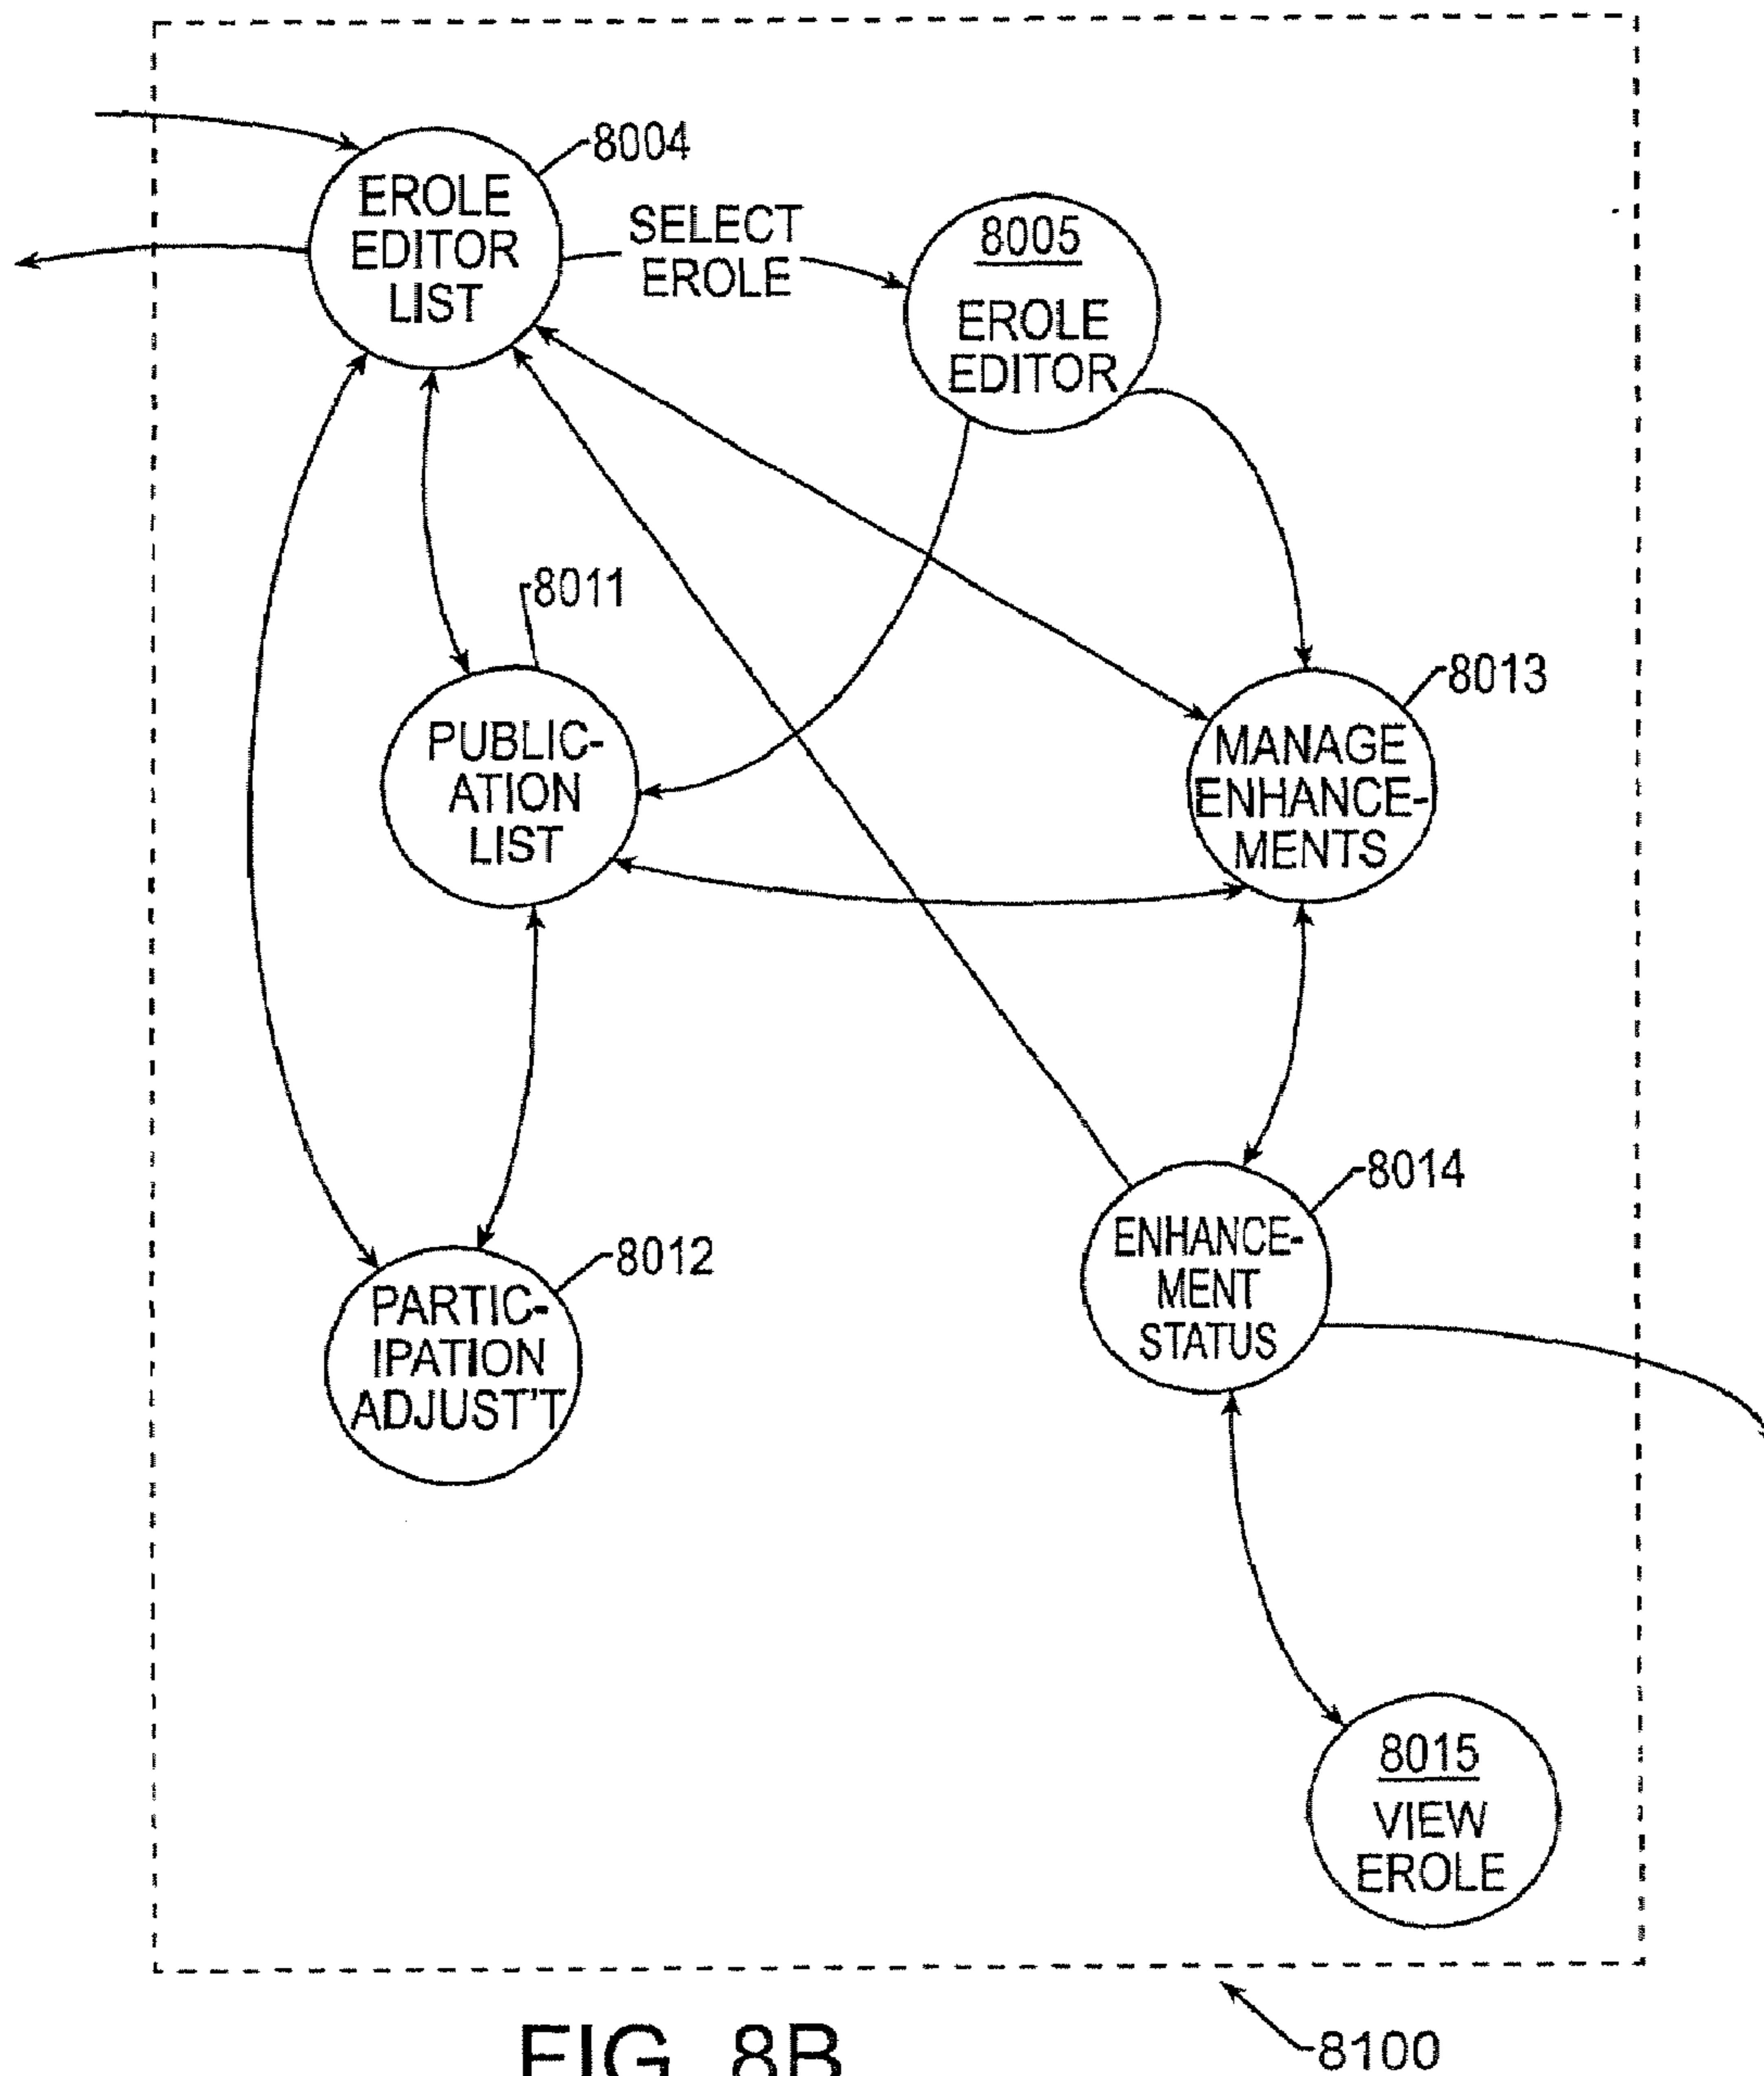 8004
EROLE
EDITOR
LIST
SELECT
EROLE
8005
EROLE
EDITOR
8011
PUBLIC-
ATION
LIST
8013
MANAGE
ENHANCE-
MENTS
8014
ENHANCE-
MENT
STATUS
8012
PARTIC-
IPATION
ADJUST'T
8015
VIEW
EROLE
8100
FIG. 8B